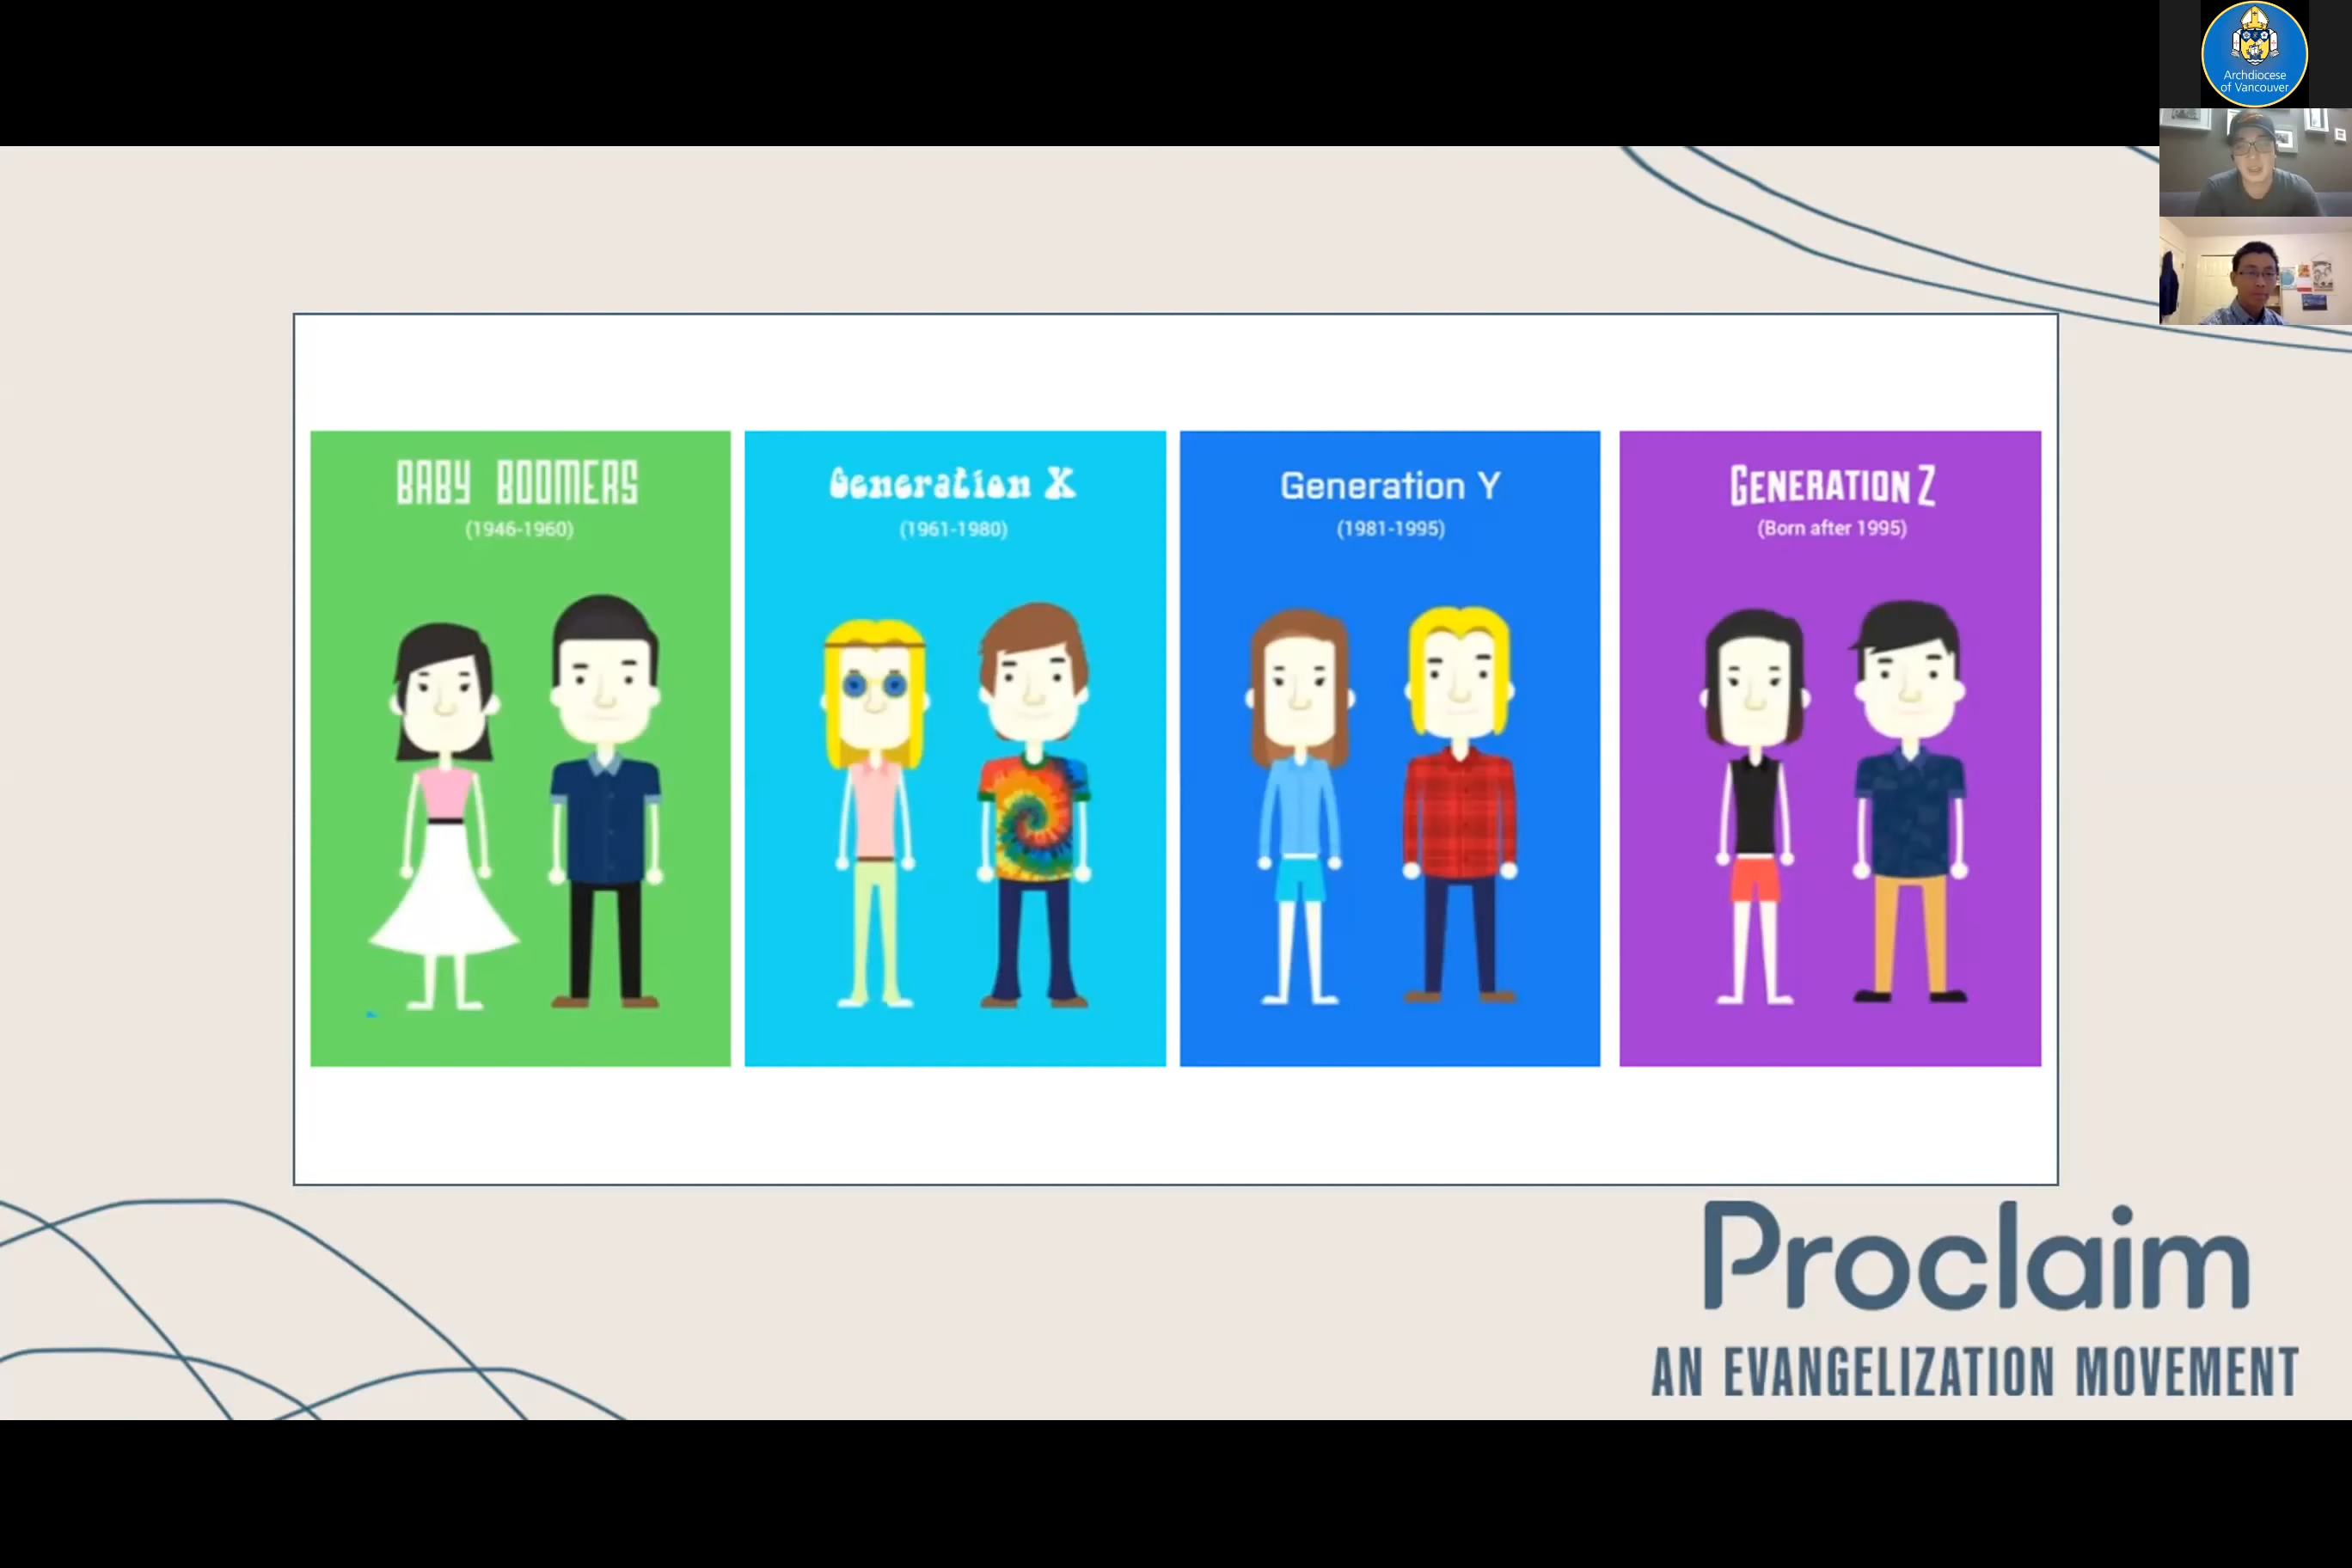 Archdiocese
of Vancouver
BABY BOOMERS
(1946-1960)
Generation X
(1961-1980)
Generation Y
(1981-1995)
GENERATION Z
(Born after 1995)
Proclaim
AN EVANGELIZATION MOVEMENT